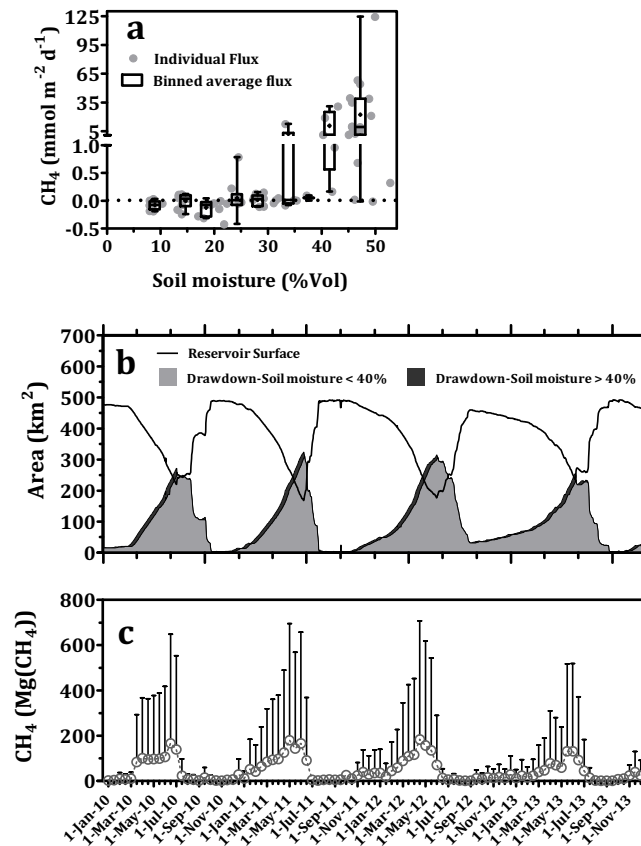 a
Individual Flux
Binned average flux
CH4 (mmol m-2 d-1)
125
95
65
35
5
1.0
0.5
0.0
-0.5
0 10 20 30 40 50
Soil moisture (%Vol)
b
Reservoir Surface
Drawdown-Soil moisture < 40% Drawdown-Soil moisture > 40%
Area (km2)
700
600
500
400
300
200
100
0
c
CH4 (Mg(CH4))
800
600
400
200
0
1-Jan-10
1-Mar-10
1-May-10
1-Jul-10
1-Sep-10
1-Nov-10
1-Jan-11
1-Mar-11
1-May-11
1-Jul-11
1-Sep-11
1-Nov-11
1-Jan-12
1-Mar-12
1-May-12
1-Jul-12
1-Sep-12
1-Nov-12
1-Jan-13
1-Mar-13
1-May-13
1-Jul-13
1-Sep-13
1-Nov-13